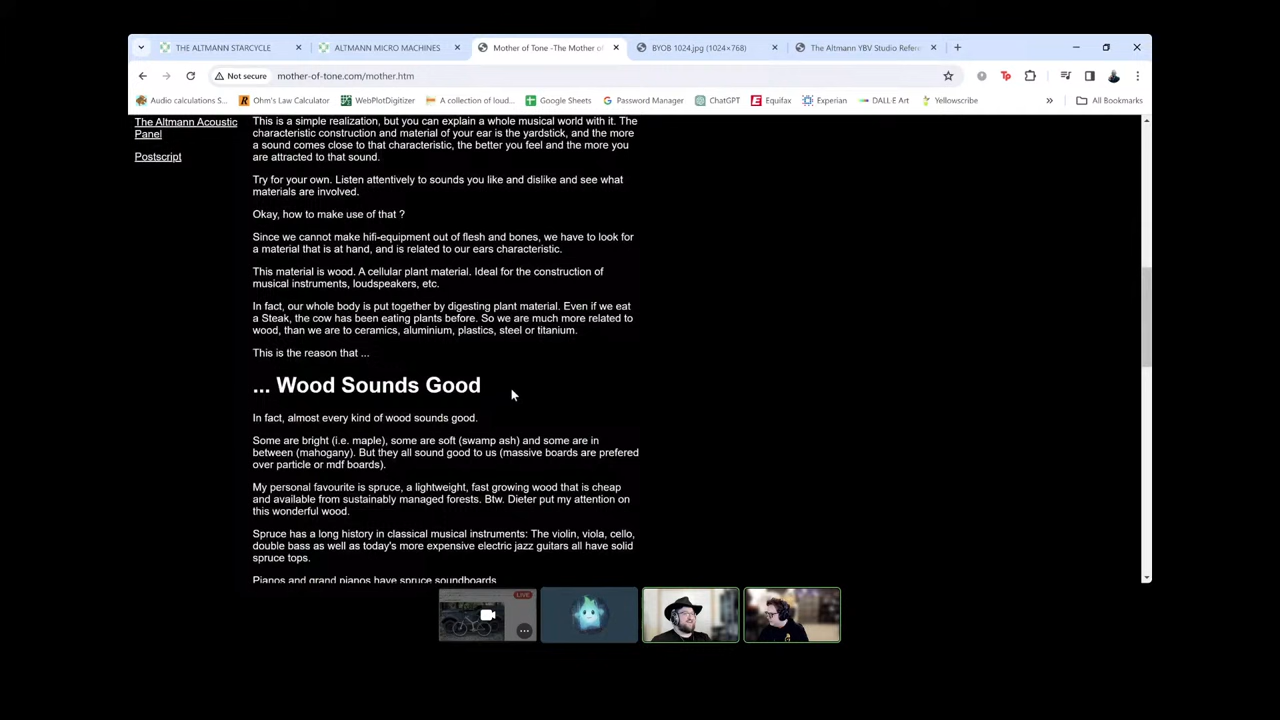 THE ALTMANN STARCYCLE
ALTMANN MICRO MACHINES
Mother of Tone -The Mother of
BYOB 1024.jpg (1024×768)
The Altmann YBV Studio Refere
Not secure
mother-of-tone.com/mother.htm
Audio calculations S...
Ohm's Law Calculator
WebPlotDigitizer
A collection of loud...
Google Sheets
Password Manager
ChatGPT
Equifax
Experian
DALL·E Art
Yellowscribe
All Bookmarks
The Altmann Acoustic
Panel
Postscript
This is a simple realization, but you can explain a whole musical world with it. The
characteristic construction and material of your ear is the yardstick, and the more
a sound comes close to that characteristic, the better you feel and the more you
are attracted to that sound.
Try for your own. Listen attentively to sounds you like and dislike and see what
materials are involved.
Okay, how to make use of that ?
Since we cannot make hifi-equipment out of flesh and bones, we have to look for
a material that is at hand, and is related to our ears characteristic.
This material is wood. A cellular plant material. Ideal for the construction of
musical instruments, loudspeakers, etc.
In fact, our whole body is put together by digesting plant material. Even if we eat
a Steak, the cow has been eating plants before. So we are much more related to
wood, than we are to ceramics, aluminium, plastics, steel or titanium.
This is the reason that ...
... Wood Sounds Good
In fact, almost every kind of wood sounds good.
Some are bright (i.e. maple), some are soft (swamp ash) and some are in
between (mahogany). But they all sound good to us (massive boards are prefered
over particle or mdf boards).
My personal favourite is spruce, a lightweight, fast growing wood that is cheap
and available from sustainably managed forests. Btw. Dieter put my attention on
this wonderful wood.
Spruce has a long history in classical musical instruments: The violin, viola, cello,
double bass as well as today's more expensive electric jazz guitars all have solid
spruce tops.
Pianos and grand pianos have spruce soundboards
LIVE